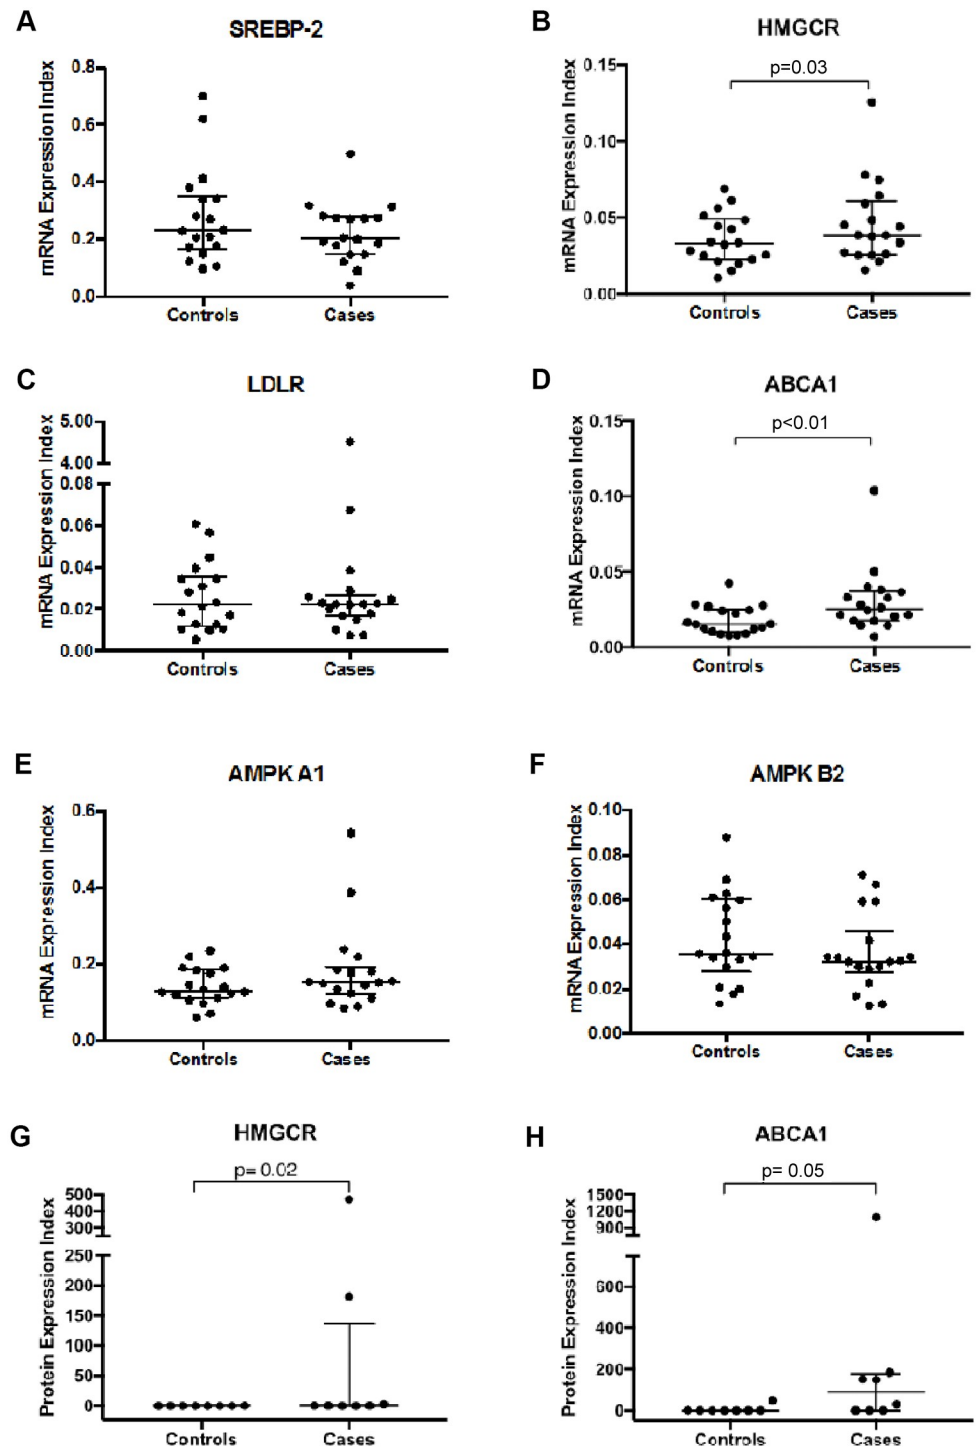 A
SREBP-2
mRNA Expression Index
0.8
0.6
0.4
0.2
0.0
Controls
Cases
B
HMGCR
mRNA Expression Index
p=0.03
0.15
0.10
0.05
0.00
Controls
Cases
C
LDLR
mRNA Expression Index
5.00
4.00
0.08
0.06
0.04
0.02
0.00
Controls
Cases
D
ABCA1
mRNA Expression Index
p<0.01
0.15
0.10
0.05
0.00
Controls
Cases
E
AMPK A1
mRNA Expression Index
0.6
0.4
0.2
0.0
Controls
Cases
F
AMPK B2
mRNA Expression Index
0.10
0.08
0.06
0.04
0.02
0.00
Controls
Cases
G
HMGCR
Protein Expression Index
p= 0.02
500
400
300
250
200
150
100
50
0
Controls
Cases
H
ABCA1
Protein Expression Index
p= 0.05
1500
1200
900
600
400
200
0
Controls
Cases